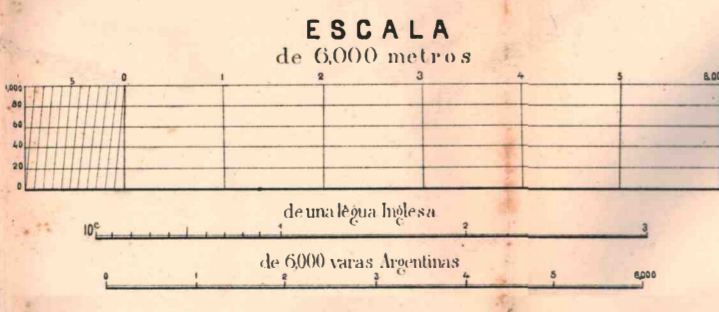 ESCALA
de 6,000 metros
5 0 1 2 3 4 5 6,00
1,000
80
60
40
20
0
de una légua Inglesa
10c 1 2 3
de 6,000 varas Argentinas
0 1 2 3 4 5 6,000